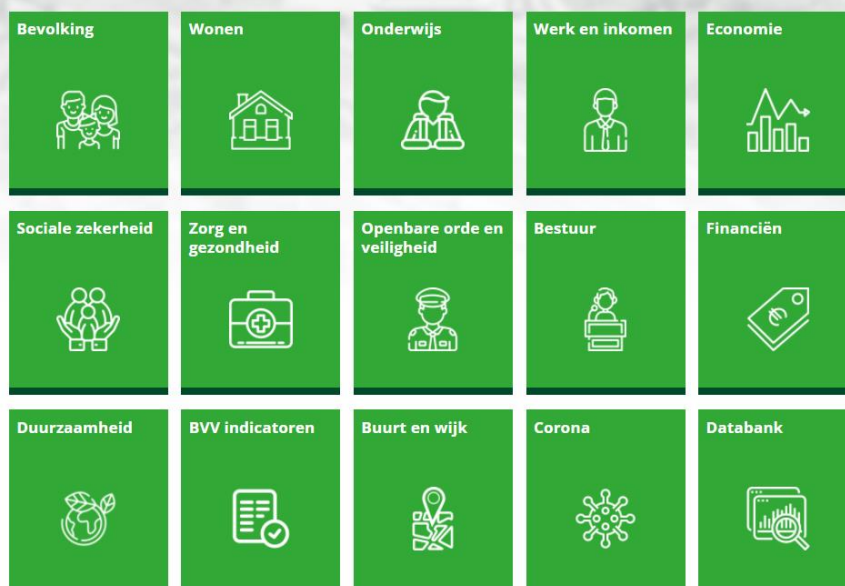 Bevolking
Wonen
Onderwijs
Werk en inkomen
Economie
Sociale zekerheid
Zorg en
gezondheid
Openbare orde en
veiligheid
Bestuur
Financiën
Duurzaamheid
BVV indicatoren
Buurt en wijk
Corona
Databank